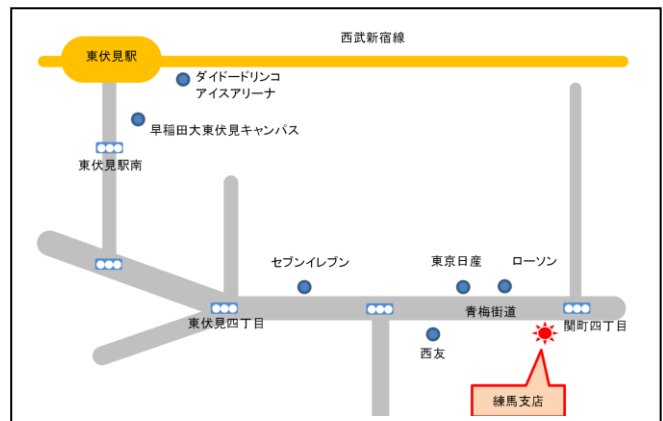 西武新宿線
東伏見駅
ダイドードリンコ
アイスアリーナ
早稲田大東伏見キャンパス
東伏見駅南
セブンイレブン
東京日産
ローソン
青梅街道
東伏見四丁目
関町四丁目
西友
練馬支店